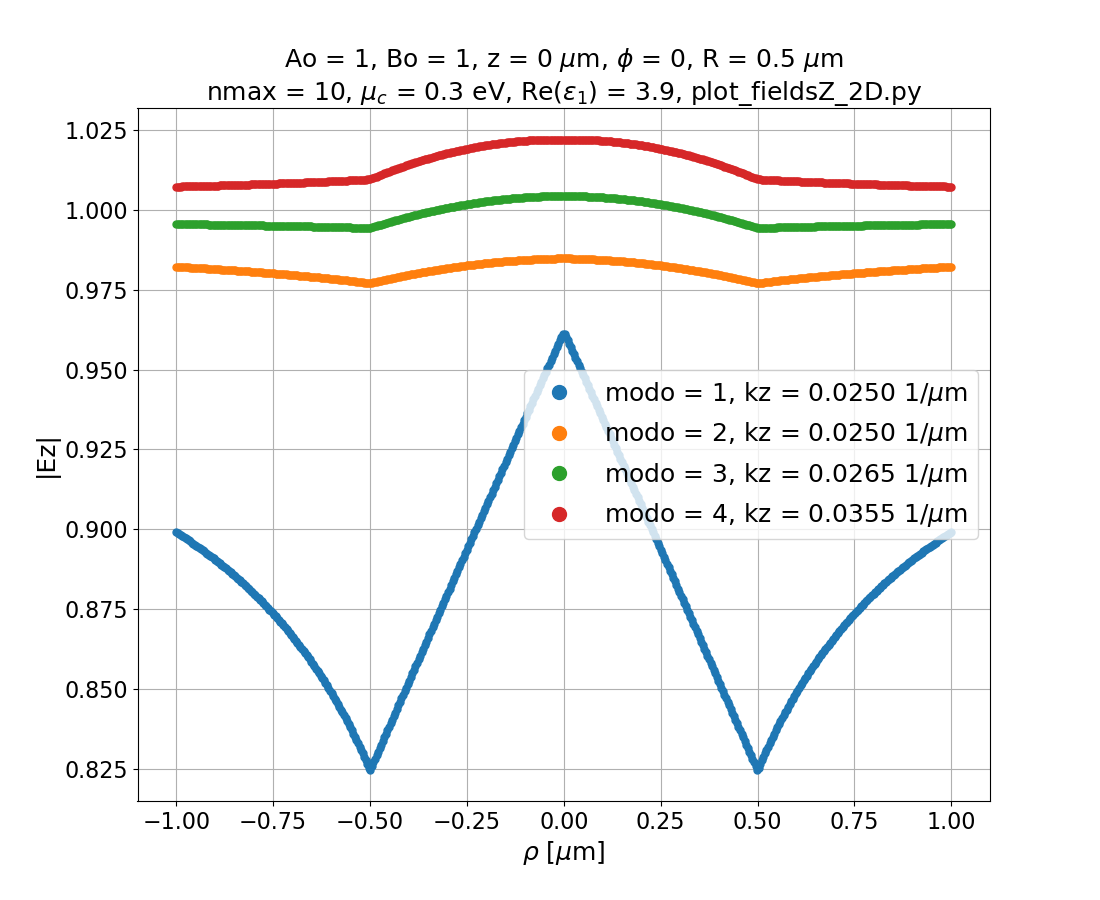 Ao = 1, Bo = 1, z = 0 μm, ϕ = 0, R = 0.5 μm
nmax = 10, μc = 0.3 eV, Re(ε1) = 3.9, plot_fieldsZ_2D.py
1.025
1.000
0.975
0.950
0.925
0.900
0.875
0.850
0.825
|Ez|
modo = 1, kz = 0.0250 1/μm
modo = 2, kz = 0.0250 1/μm
modo = 3, kz = 0.0265 1/μm
modo = 4, kz = 0.0355 1/μm
−1.00 −0.75 −0.50 −0.25 0.00 0.25 0.50 0.75 1.00
ρ [μm]